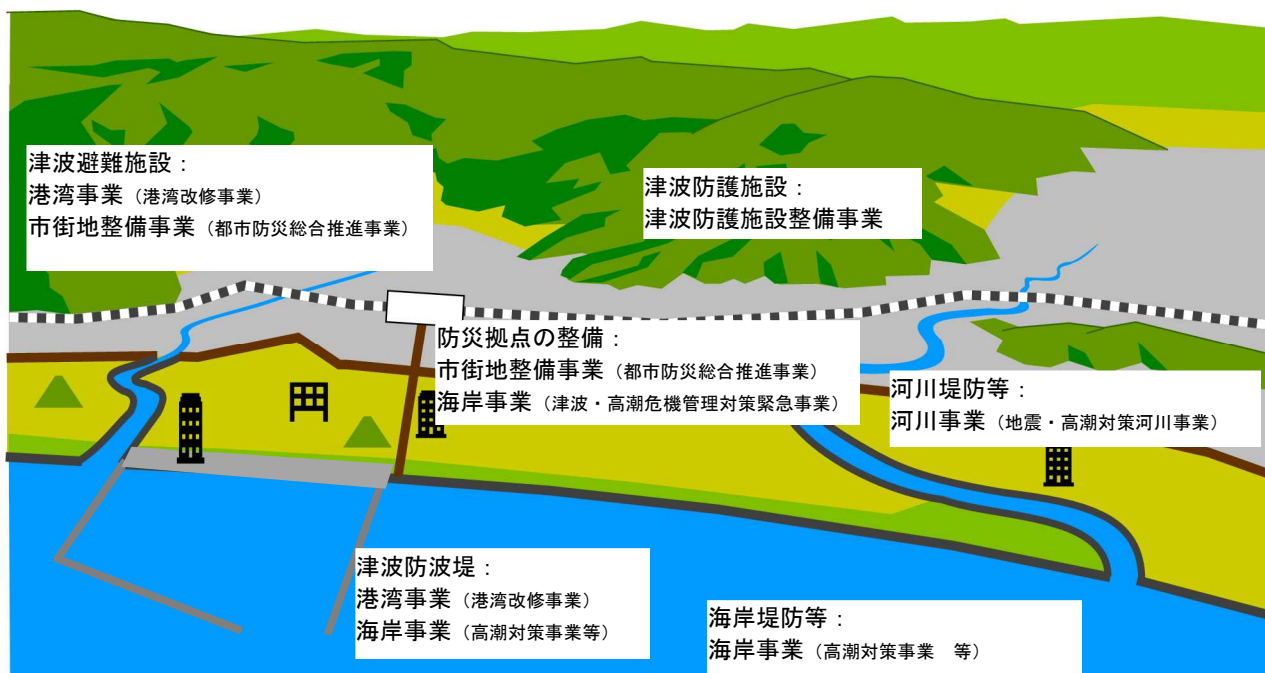 津波避難施設：
港湾事業（港湾改修事業）
市街地整備事業（都市防災総合推進事業）
津波防護施設：
津波防護施設整備事業
防災拠点の整備：
市街地整備事業（都市防災総合推進事業）
海岸事業（津波・高潮危機管理対策緊急事業）
河川堤防等：
河川事業（地震・高潮対策河川事業）
津波防波堤：
港湾事業（港湾改修事業）
海岸事業（高潮対策事業等）
海岸堤防等：
海岸事業（高潮対策事業　等）